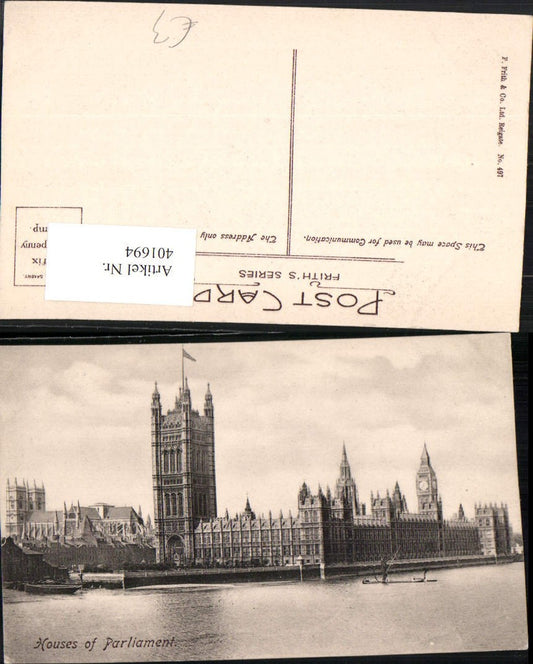 €3
F. Frith & Co. Ltd. Reigate. No. 497
This Space may be used for Communication.
The Address only
Artikel Nr.
401694
FRITH'S SERIES
POST CARD
Houses of Parliament.